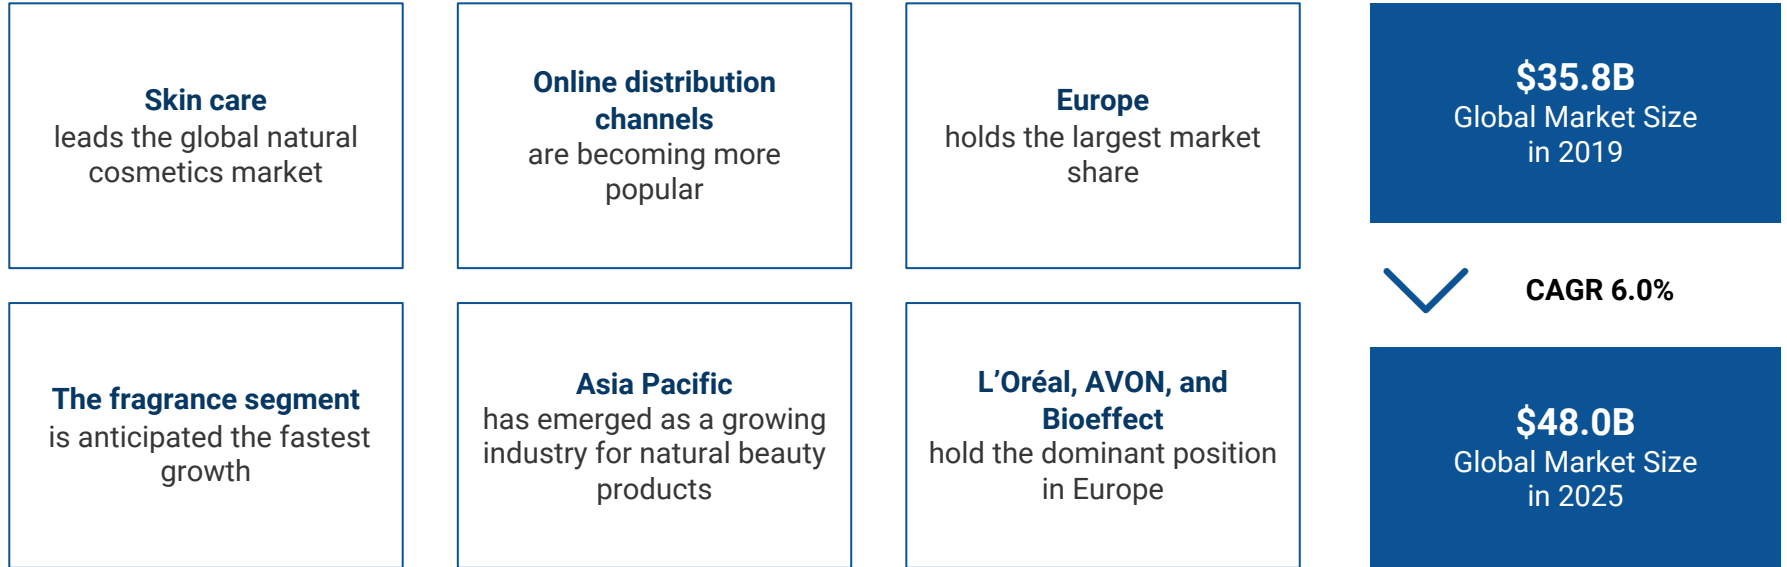 Skin care
leads the global natural
cosmetics market
Online distribution
channels
are becoming more
popular
Europe
holds the largest market
share
$35.8B
Global Market Size
in 2019
CAGR 6.0%
The fragrance segment
is anticipated the fastest
growth
Asia Pacific
has emerged as a growing
industry for natural beauty
products
L’Oréal, AVON, and
Bioeffect
hold the dominant position
in Europe
$48.0B
Global Market Size
in 2025